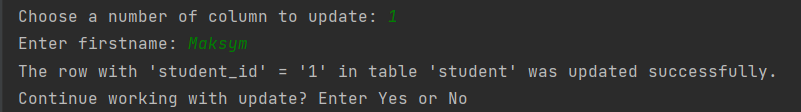 Choose a number of column to update: 1
Enter firstname: Maksym
The row with 'student_id' = '1' in table 'student' was updated successfully.
Continue working with update? Enter Yes or No